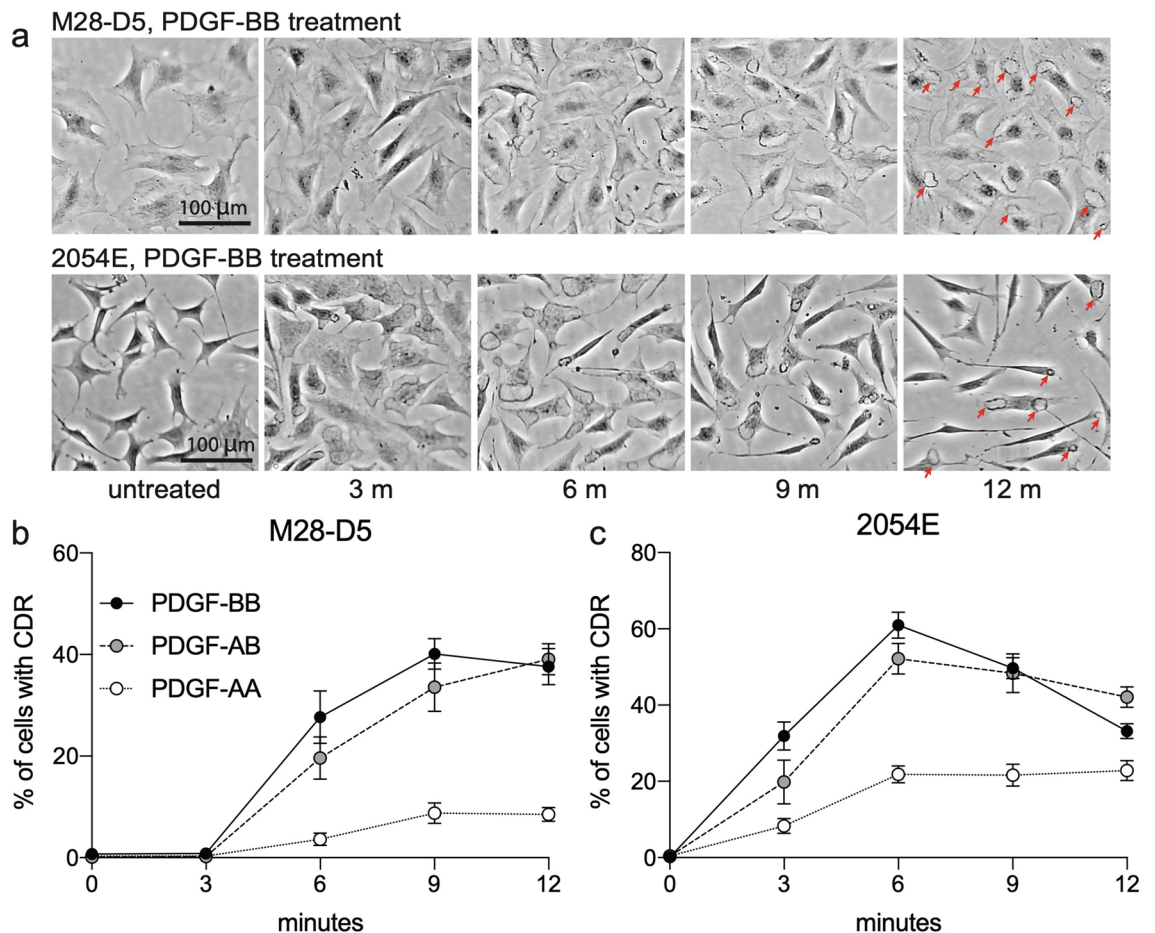 a
M28-D5, PDGF-BB treatment
100 µm
2054E, PDGF-BB treatment
100 µm
untreated 3 m 6 m 9 m 12 m
b
M28-D5
60
40
20
0
% of cells with CDR
PDGF-BB
PDGF-AB
PDGF-AA
0 3 6 9 12
minutes
c
2054E
80
60
40
20
0
% of cells with CDR
0 3 6 9 12
minutes